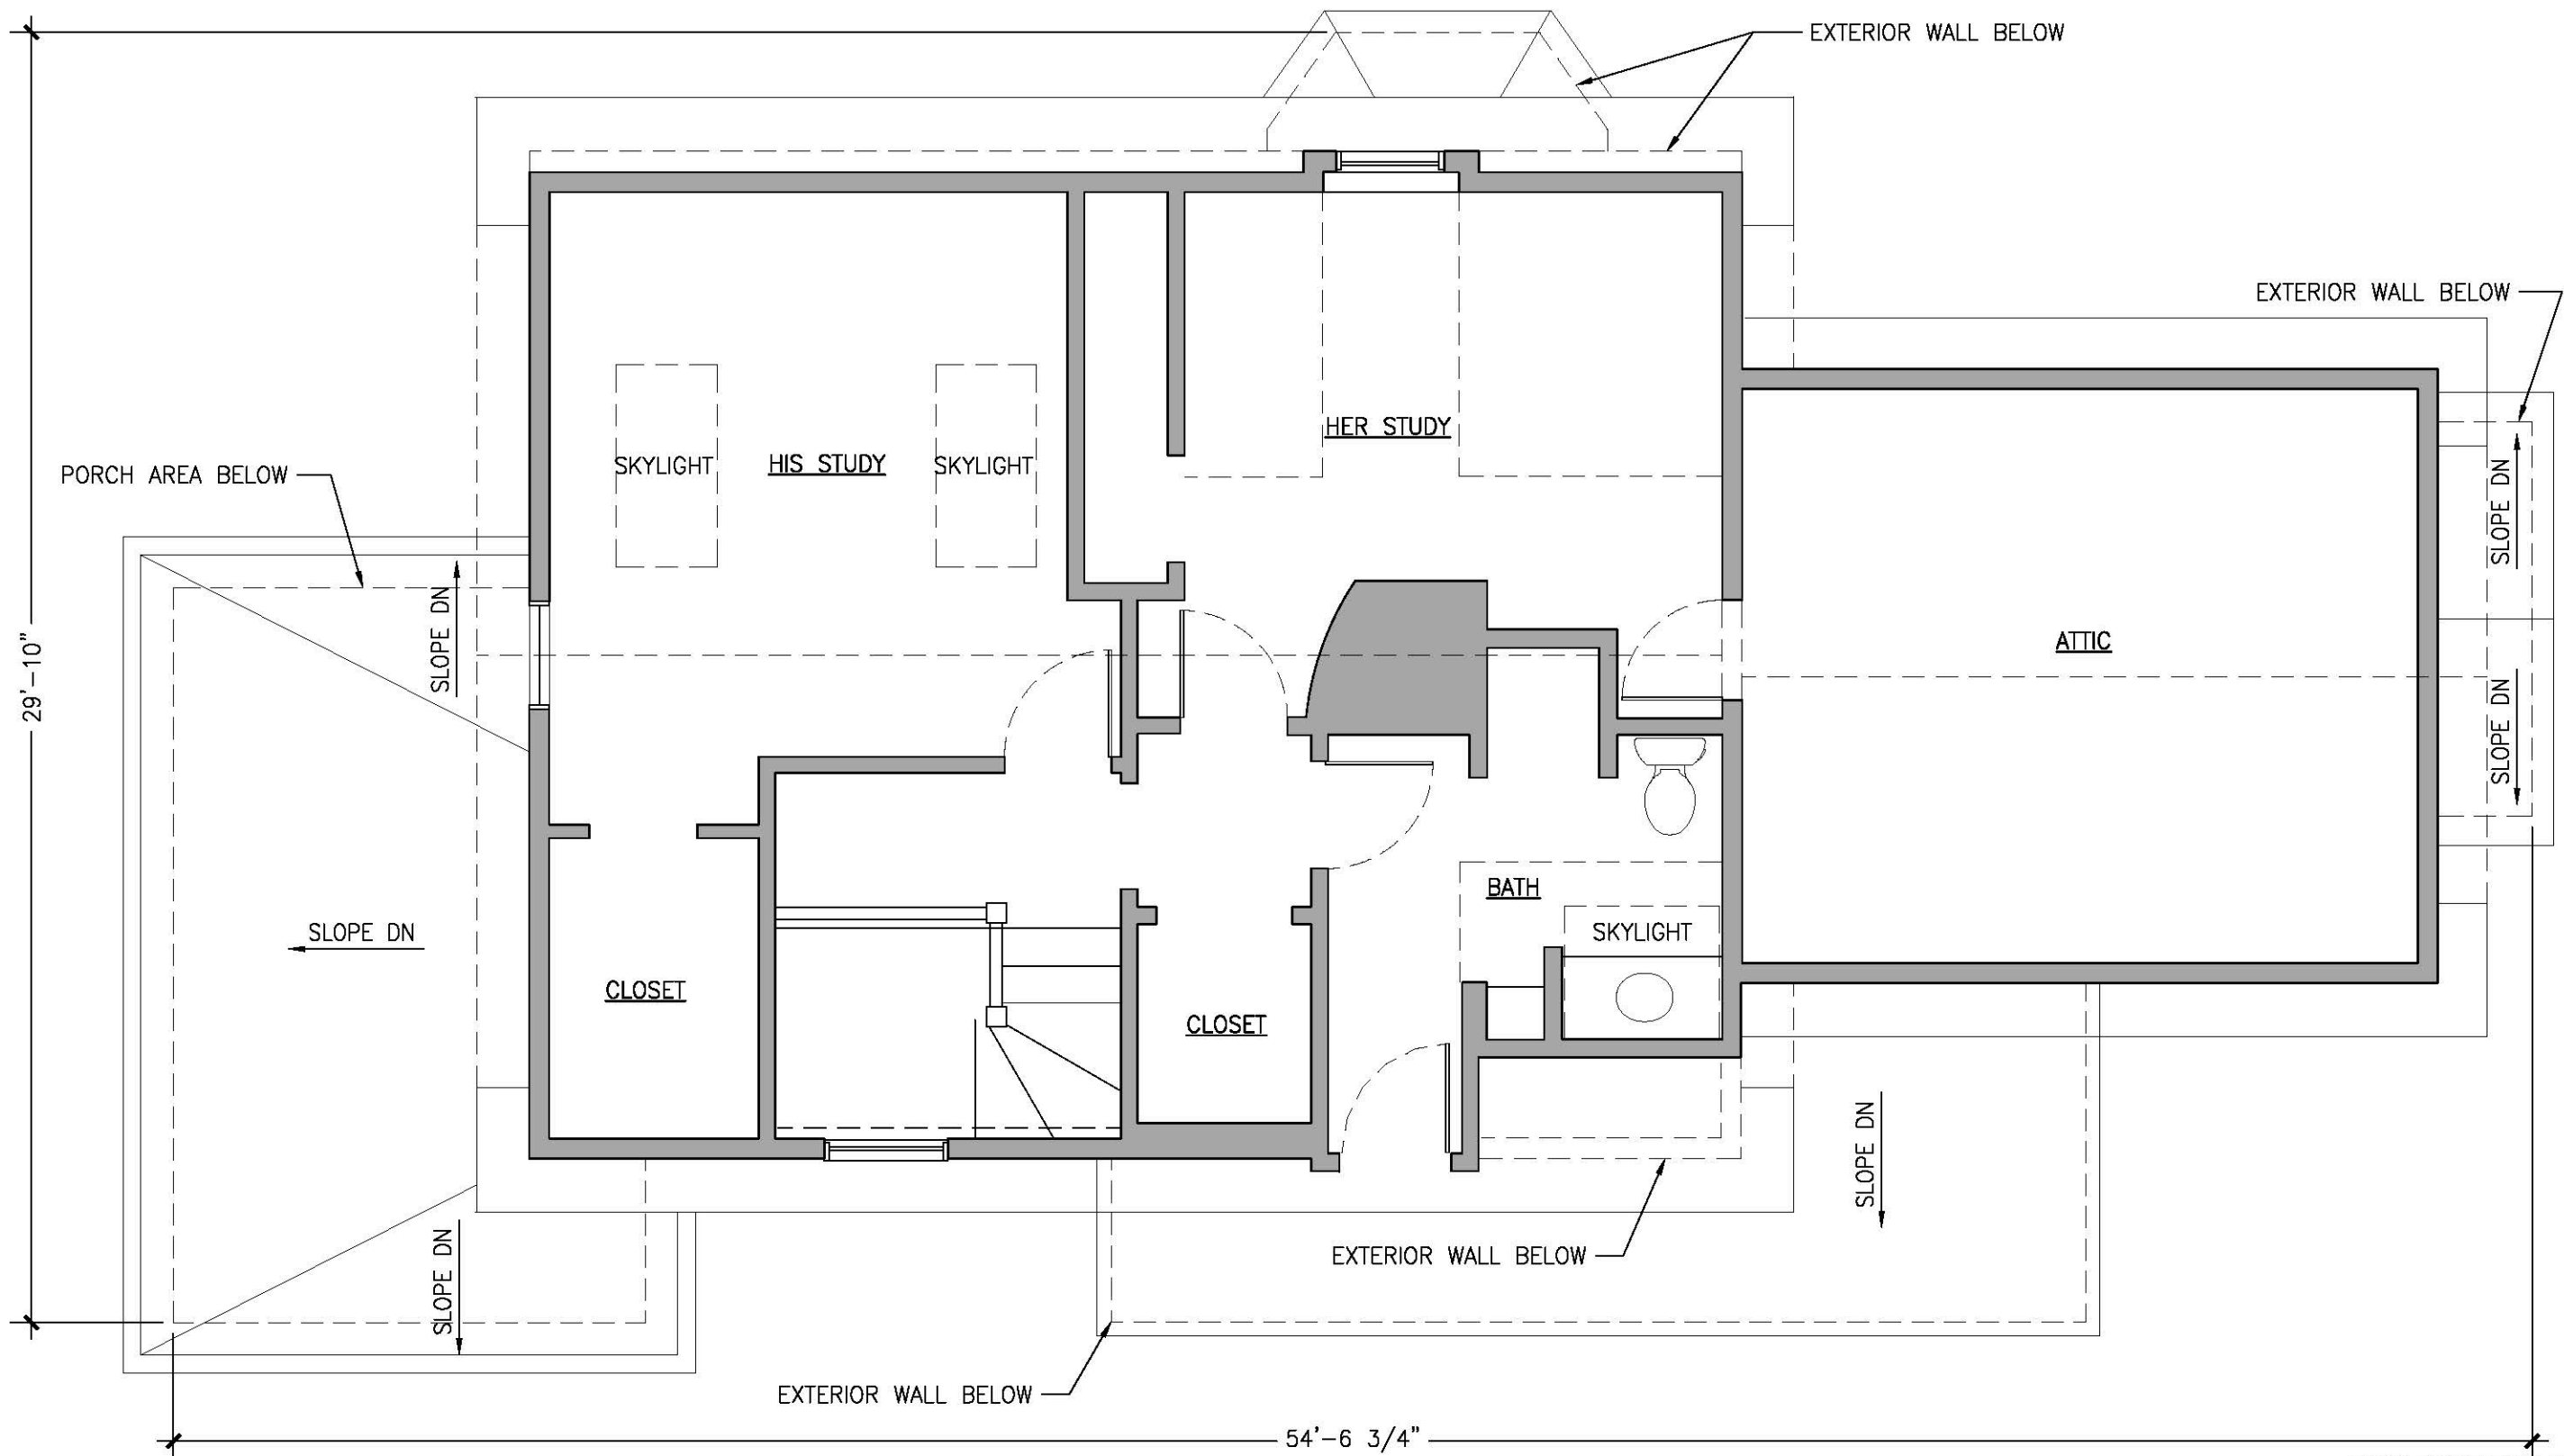 EXTERIOR WALL BELOW
EXTERIOR WALL BELOW
HER STUDY
SKYLIGHT
HIS STUDY
SKYLIGHT
PORCH AREA BELOW
SLOPE DN
SLOPE DN
29'-10"
ATTIC
SLOPE DN
BATH
SKYLIGHT
SLOPE DN
CLOSET
CLOSET
SLOPE DN
EXTERIOR WALL BELOW
SLOPE DN
EXTERIOR WALL BELOW
54'-6 3/4"